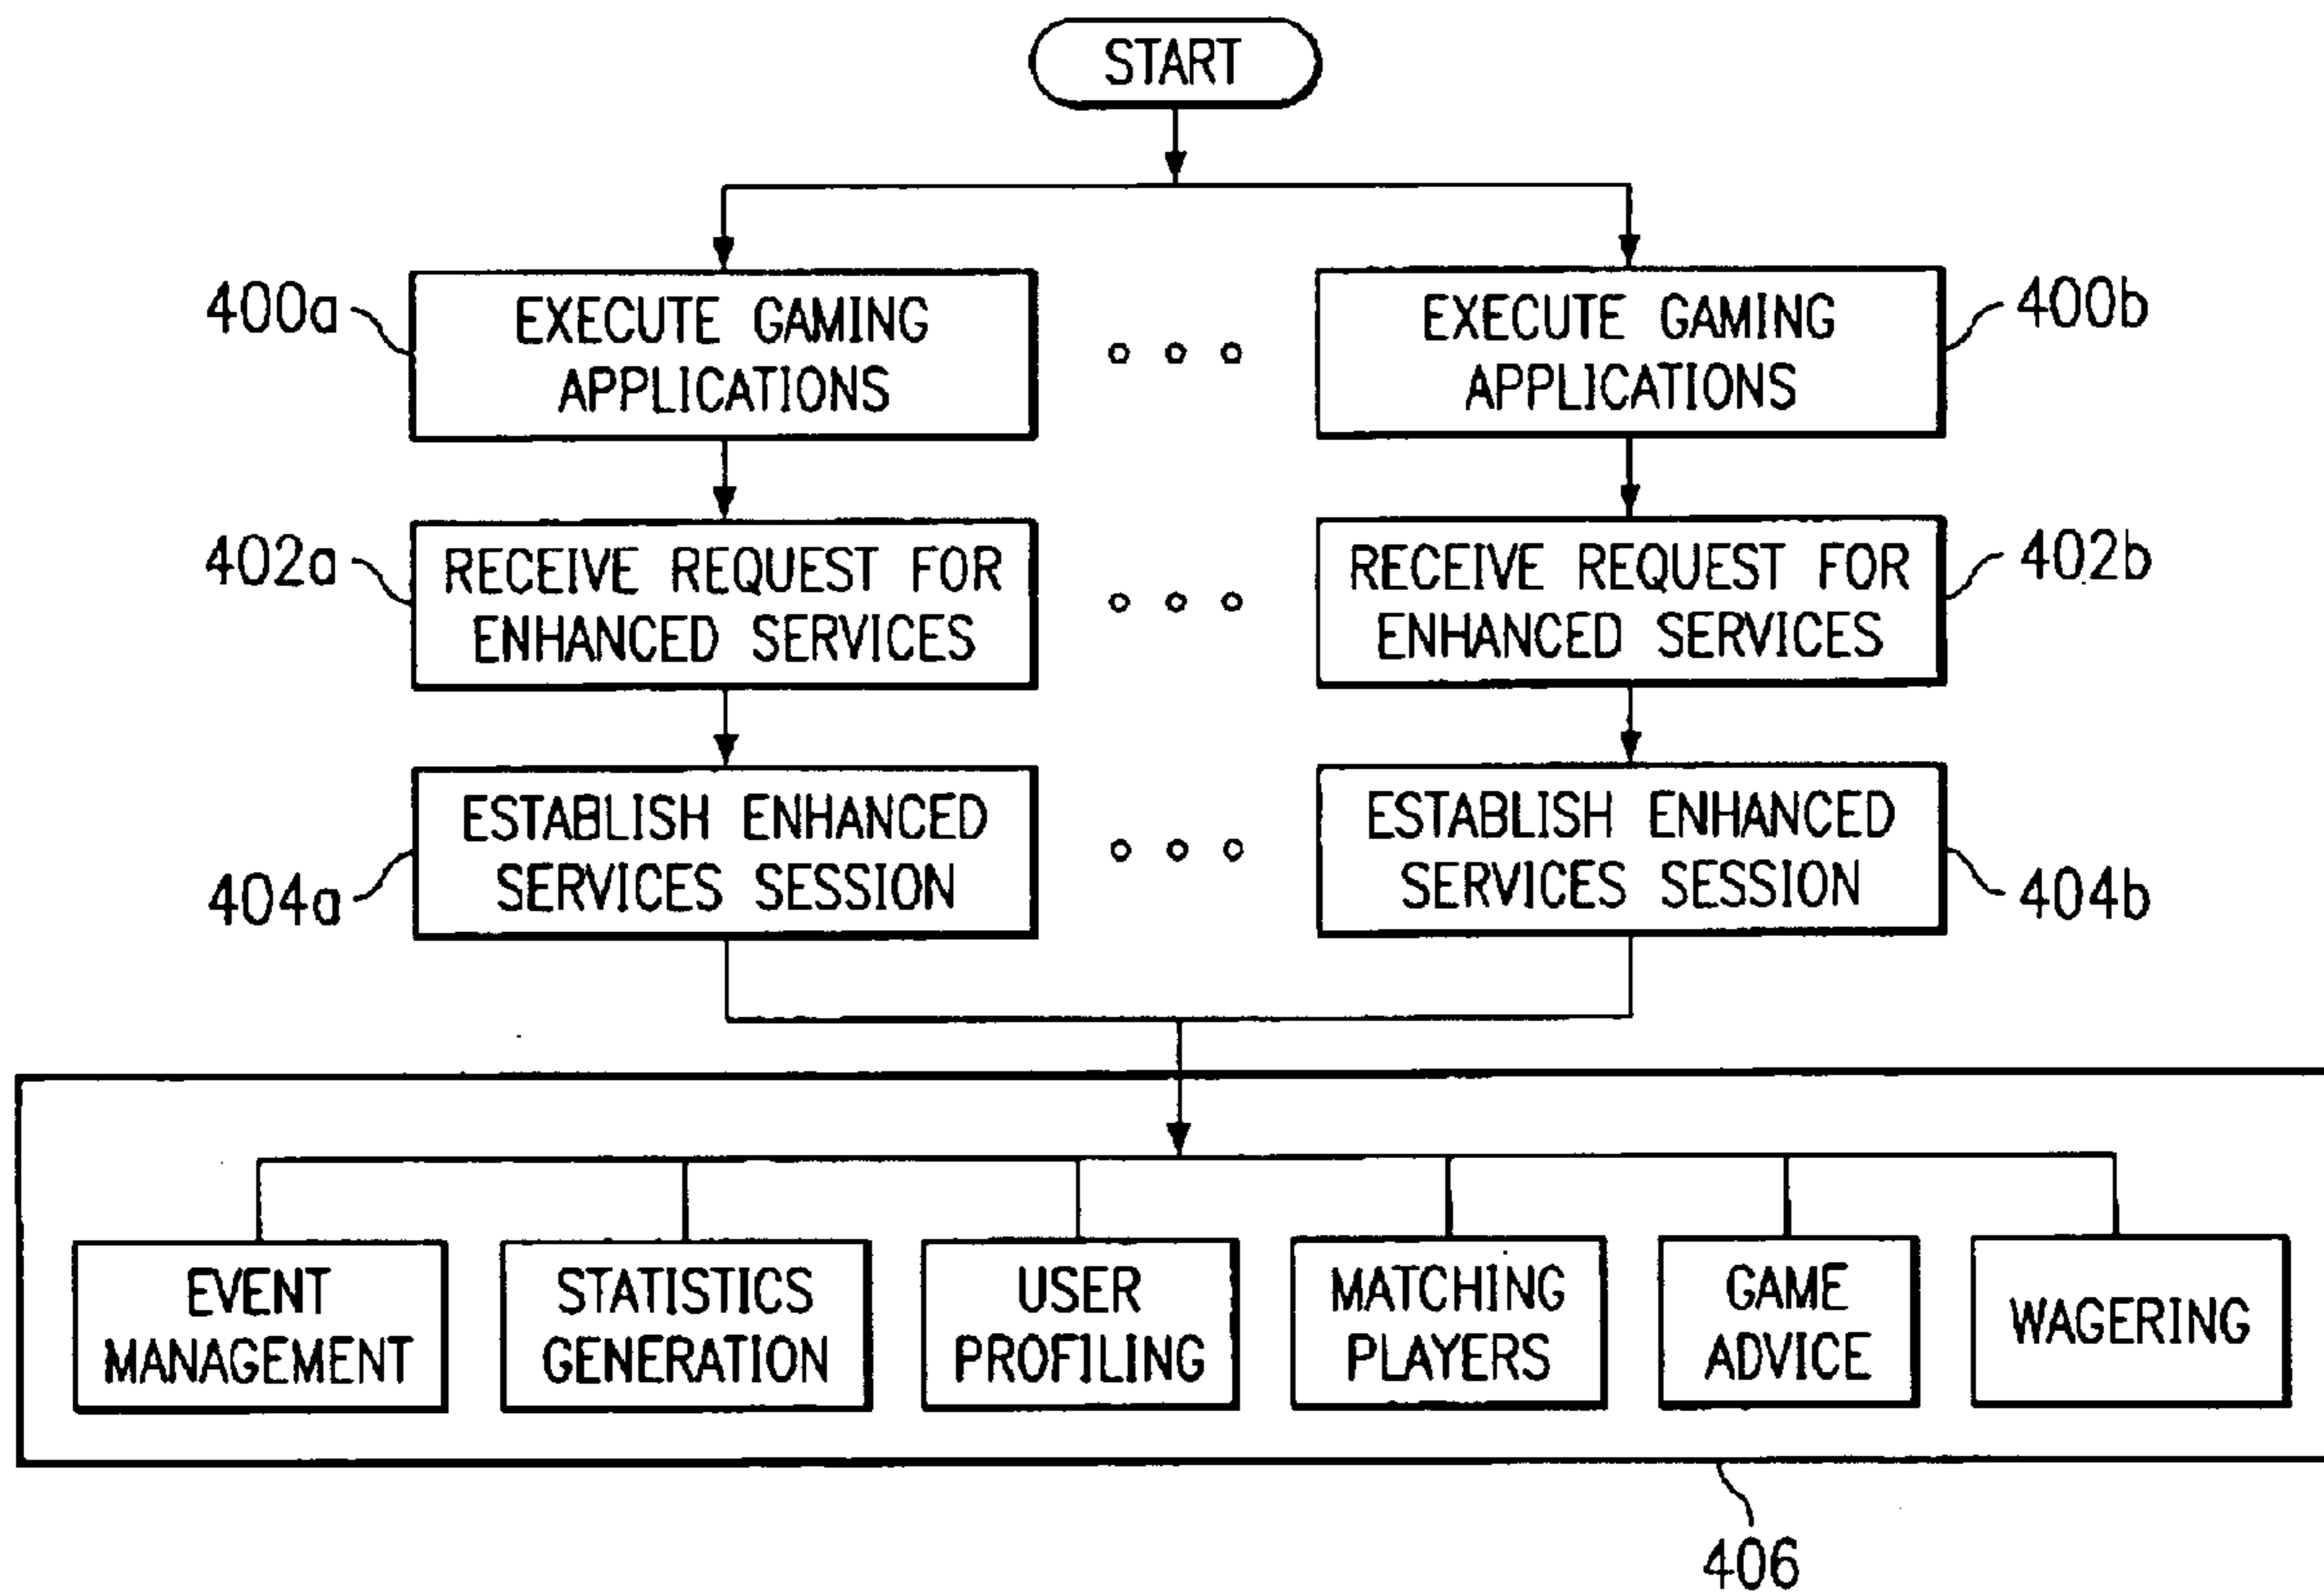 START
400a
EXECUTE GAMING
APPLICATIONS
EXECUTE GAMING
APPLICATIONS
400b
402a
RECEIVE REQUEST FOR
ENHANCED SERVICES
RECEIVE REQUEST FOR
ENHANCED SERVICES
402b
404a
ESTABLISH ENHANCED
SERVICES SESSION
ESTABLISH ENHANCED
SERVICES SESSION
404b
EVENT
MANAGEMENT
STATISTICS
GENERATION
USER
PROFILING
MATCHING
PLAYERS
GAME
ADVICE
WAGERING
406